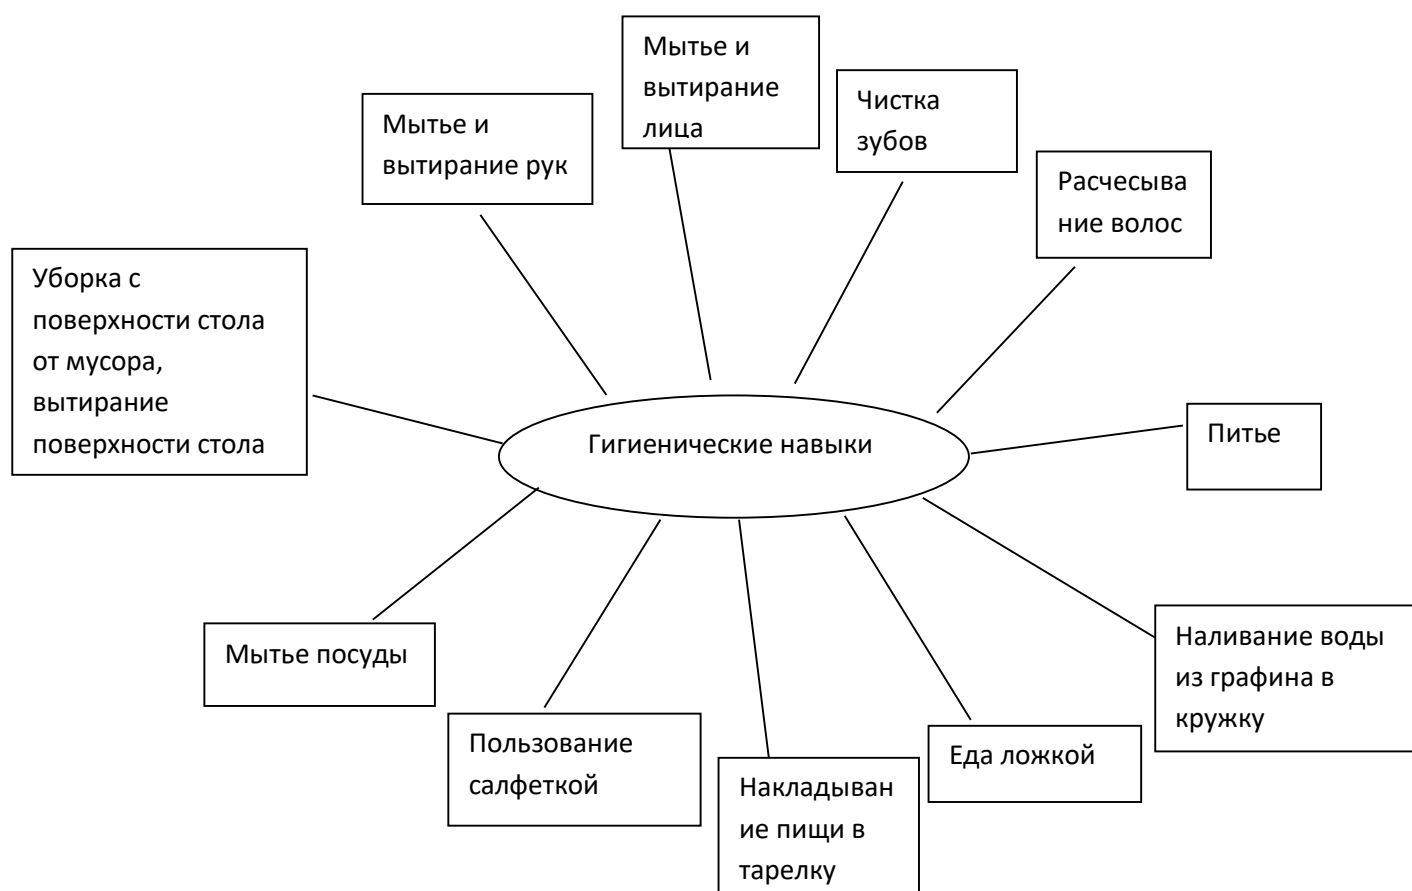 Мытье и
вытирание
лица
Чистка
зубов
Мытье и
вытирание рук
Расчесыва
ние волос
Уборка с
поверхности стола
от мусора,
вытирание
поверхности стола
Гигиенические навыки
Питье
Мытье посуды
Наливание воды
из графина в
кружку
Пользование
салфеткой
Еда ложкой
Накладыван
ие пищи в
тарелку